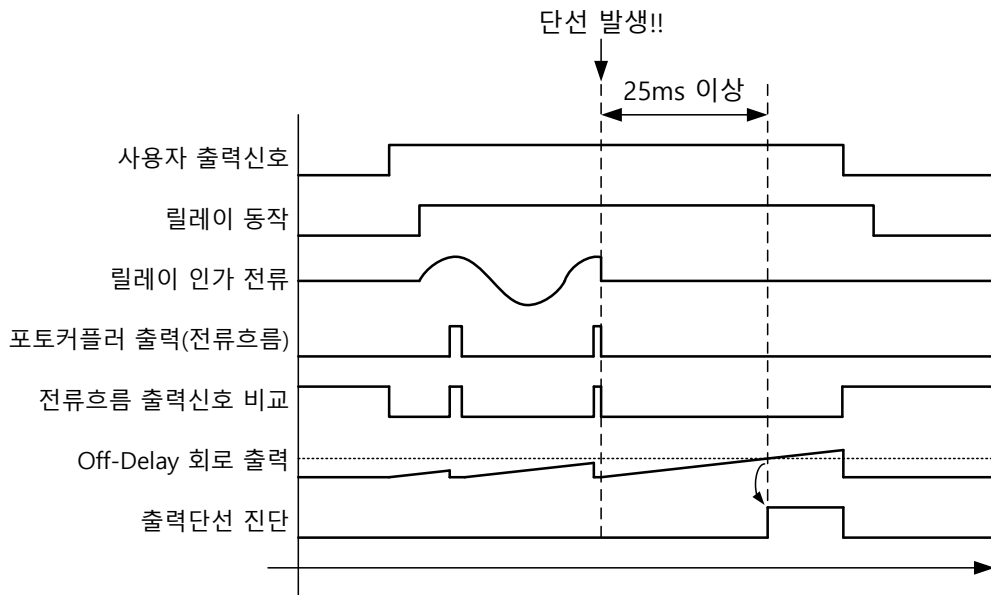 단선 발생!!
25ms 이상
사용자 출력신호
릴레이 동작
릴레이 인가 전류
포토커플러 출력(전류흐름)
전류흐름 출력신호 비교
Off-Delay 회로 출력
출력단선 진단